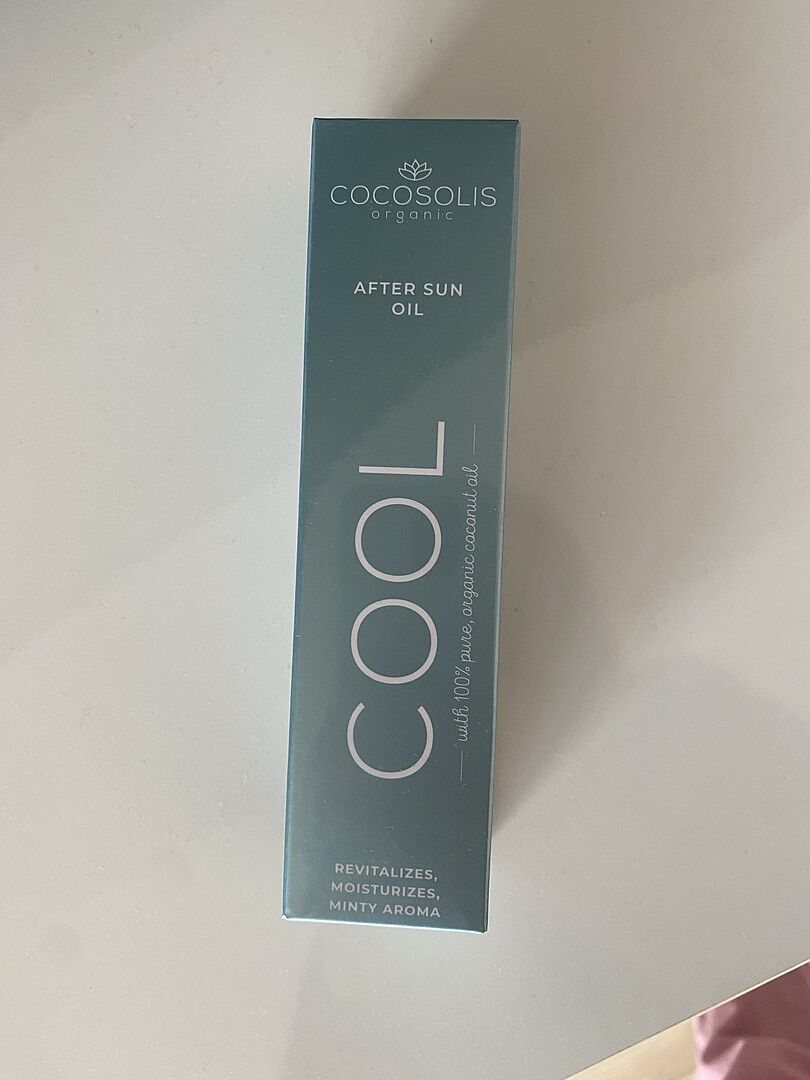 COCOSOLIS
organic
AFTER SUN
OIL
COOL
with 100% pure, organic coconut oil
REVITALIZES,
MOISTURIZES,
MINTY AROMA